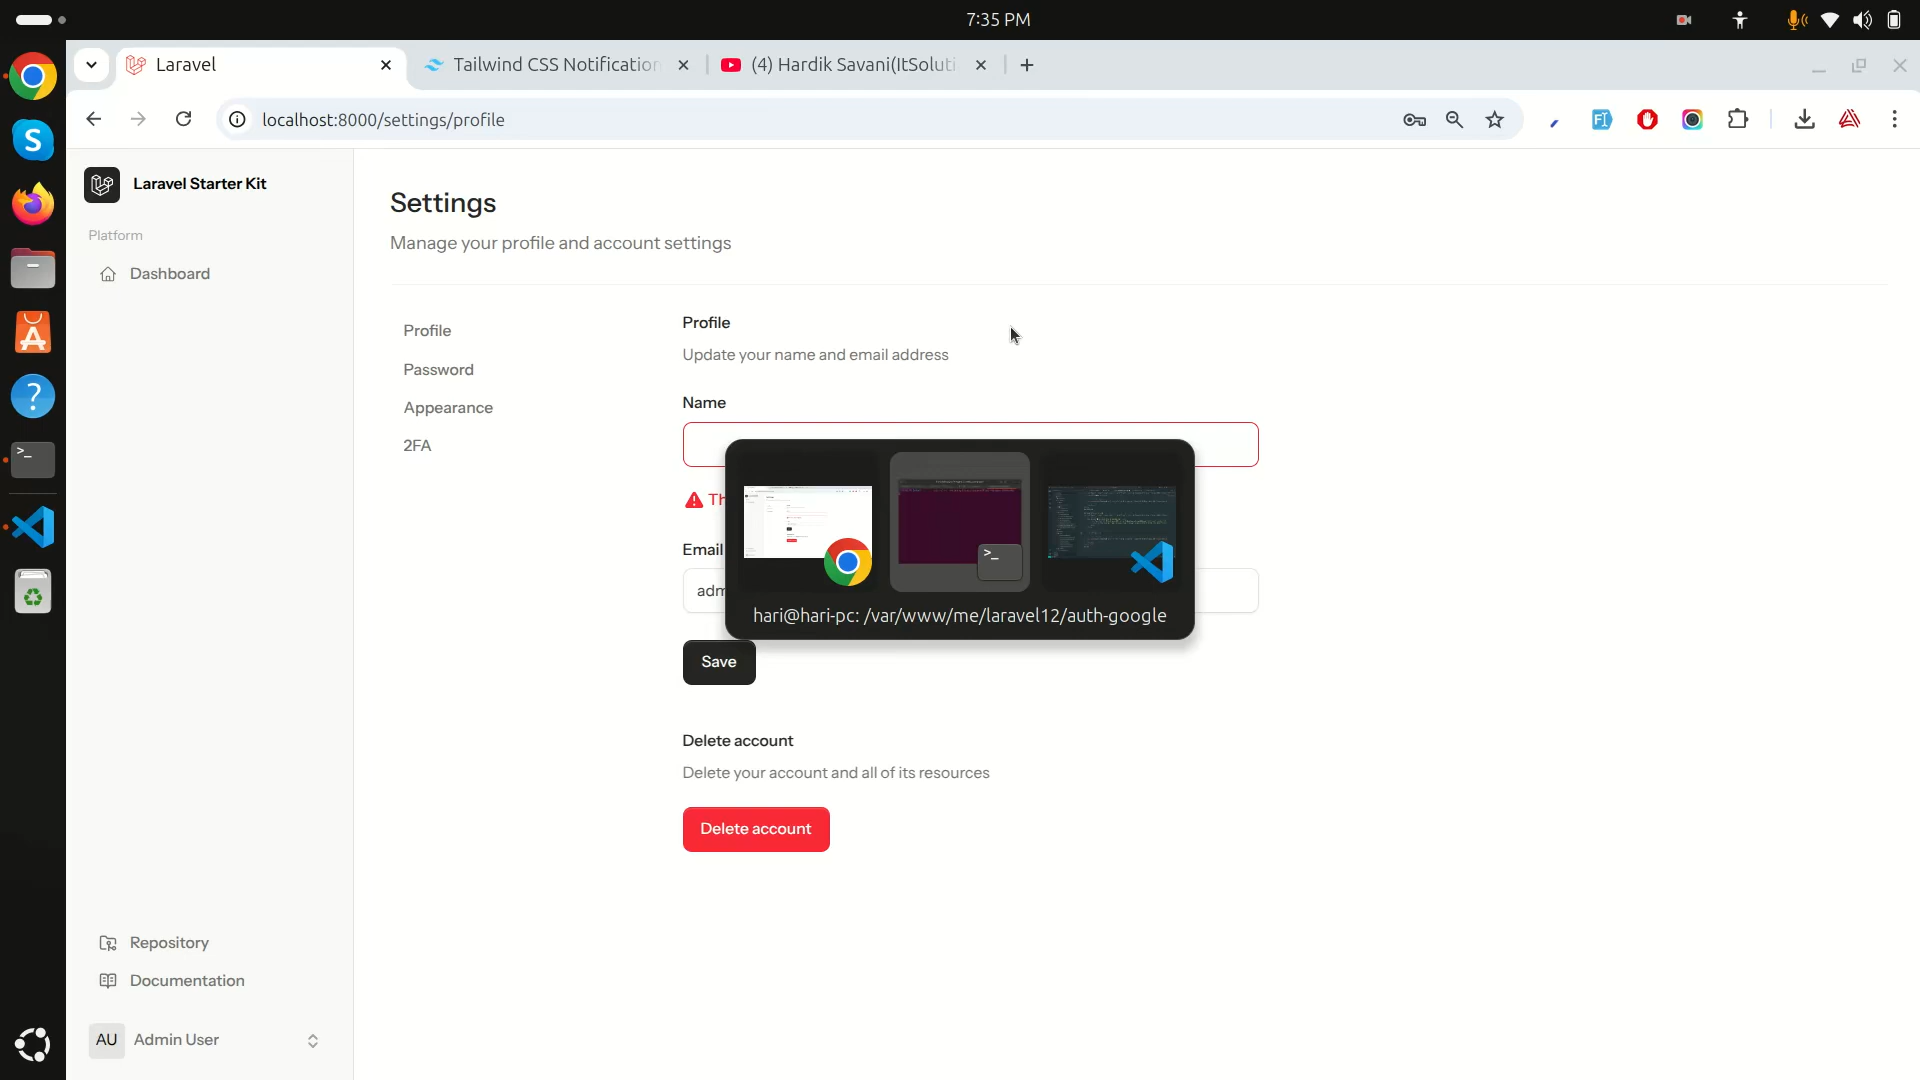 7:35 PM
Laravel
Tailwind CSS Notification
(4) Hardik Savani(ItSoluti
localhost:8000/settings/profile
Laravel Starter Kit
Platform
Dashboard
Settings
Manage your profile and account settings
Profile
Password
Appearance
2FA
Profile
Update your name and email address
Name
Th
Email
adm
hari@hari-pc: /var/www/me/laravel12/auth-google
Save
Delete account
Delete your account and all of its resources
Delete account
Repository
Documentation
AU Admin User